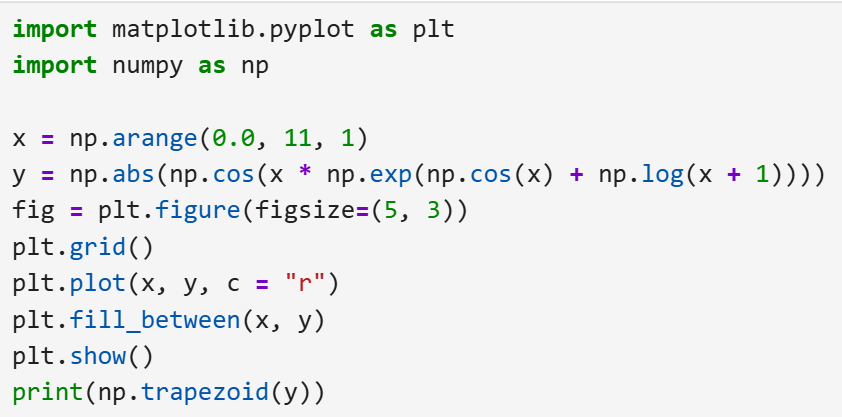 import matplotlib.pyplot as plt
import numpy as np
x = np.arange(0.0, 11, 1)
y = np.abs(np.cos(x * np.exp(np.cos(x) + np.log(x + 1))))
fig = plt.figure(figsize=(5, 3))
plt.grid()
plt.plot(x, y, c = "r")
plt.fill_between(x, y)
plt.show()
print(np.trapezoid(y))